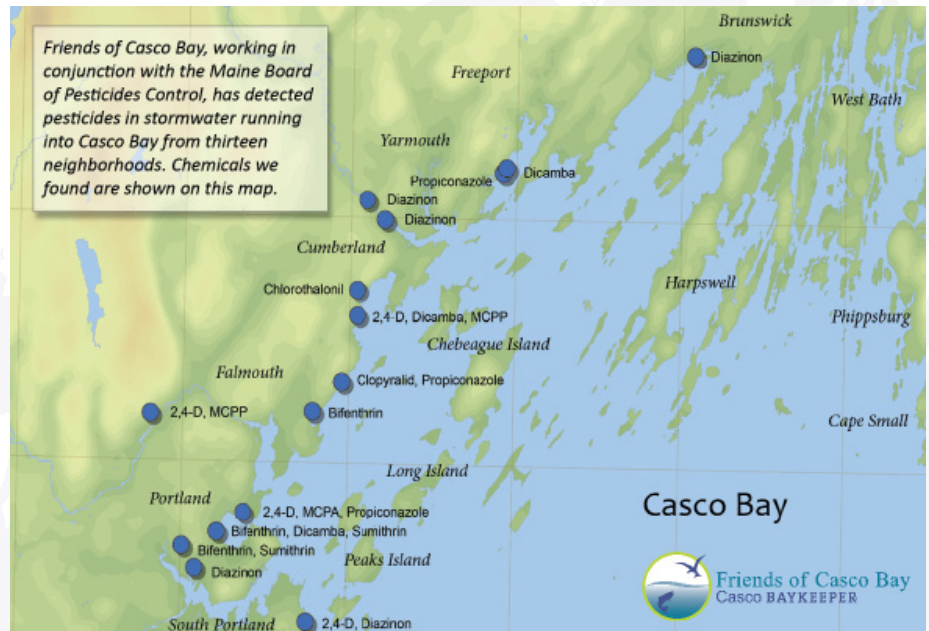 Friends of Casco Bay, working in
conjunction with the Maine Board
of Pesticides Control, has detected
pesticides in stormwater running
into Casco Bay from thirteen
neighborhoods. Chemicals we
found are shown on this map.
Brunswick
Diazinon
Freeport
West Bath
Yarmouth
Propiconazole
Dicamba
Diazinon
Diazinon
Cumberland
Harpswell
Chlorothalonil
2,4-D, Dicamba, MCPP
Phippsburg
Chebeague Island
Falmouth
Clopyralid, Propiconazole
2,4-D, MCPP
Bifenthrin
Cape Small
Long Island
Portland
Casco Bay
2,4-D, MCPA, Propiconazole
Bifenthrin, Dicamba, Sumithrin
Bifenthrin, Sumithrin
Peaks Island
Diazinon
Friends of Casco Bay
Casco BAYKEEPER
South Portland
2,4-D, Diazinon